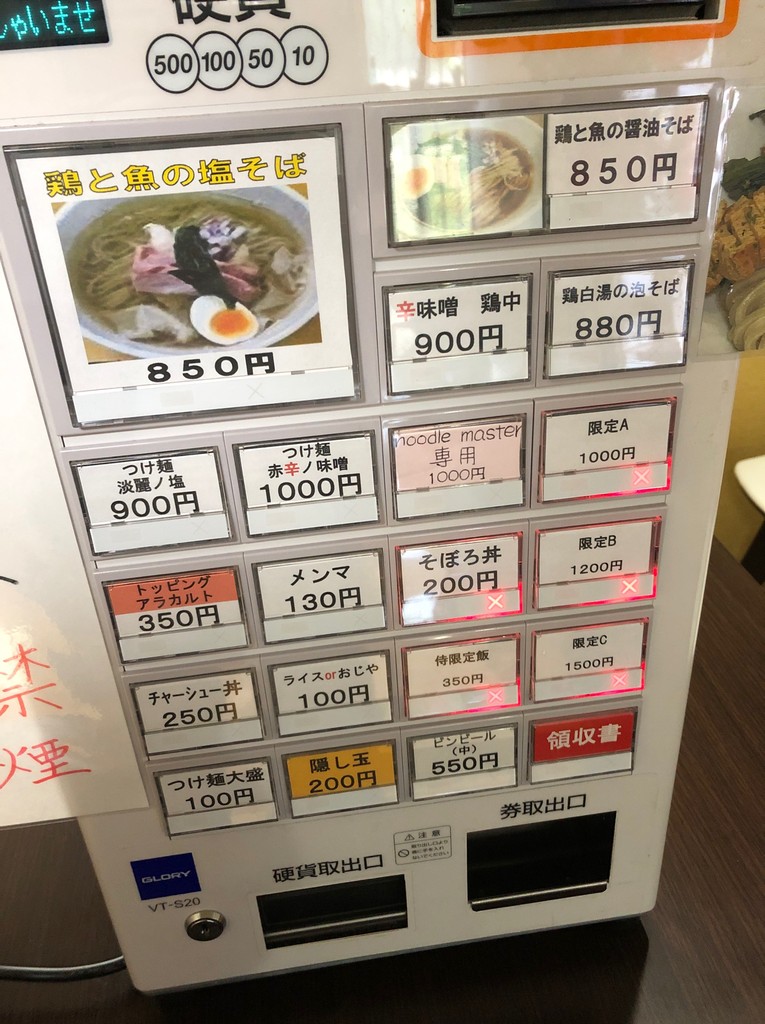 しゃいませ
硬貨
500 100 50 10
鶏と魚の塩そば
850円
鶏と魚の醤油そば
850円
辛味噌 鶏中
900円
鶏白湯の泡そば
880円
つけ麺
淡麗ノ塩
900円
つけ麺
赤辛ノ味噌
1000円
noodle master
専用
1000円
限定A
1000円
トッピング
アラカルト
350円
メンマ
130円
そぼろ丼
200円
限定B
1200円
チャーシュー丼
250円
ライスorおじや
100円
侍限定飯
350円
限定C
1500円
つけ麺大盛
100円
隠し玉
200円
ビンビール
(中)
550円
領収書
禁
煙
券取出口
硬貨取出口
注意
GLORY
VT-S20